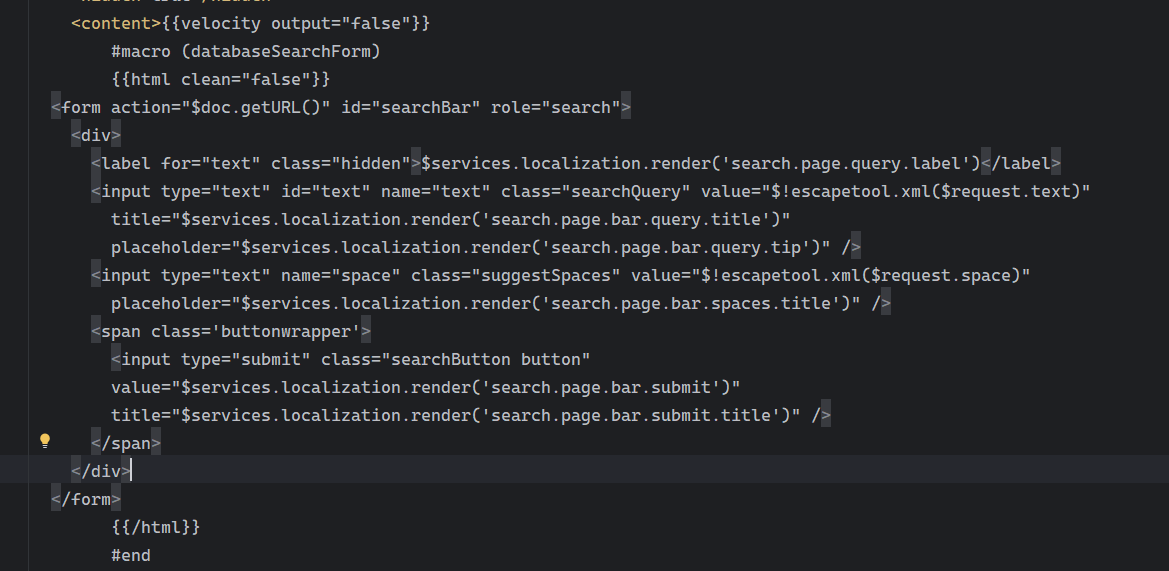 <content>{{velocity output="false"}}
#macro (databaseSearchForm)
{{html clean="false"}}
<form action="$doc.getURL()" id="searchBar" role="search">
<div>
<label for="text" class="hidden">$services.localization.render('search.page.query.label')</label>
<input type="text" id="text" name="text" class="searchQuery" value="$!escapetool.xml($request.text)"
title="$services.localization.render('search.page.bar.query.title')"
placeholder="$services.localization.render('search.page.bar.query.tip')" />
<input type="text" name="space" class="suggestSpaces" value="$!escapetool.xml($request.space)"
placeholder="$services.localization.render('search.page.bar.spaces.title')" />
<span class='buttonwrapper'>
<input type="submit" class="searchButton button"
value="$services.localization.render('search.page.bar.submit')"
title="$services.localization.render('search.page.bar.submit.title')" />
</span>
</div>
</form>
{{/html}}
#end